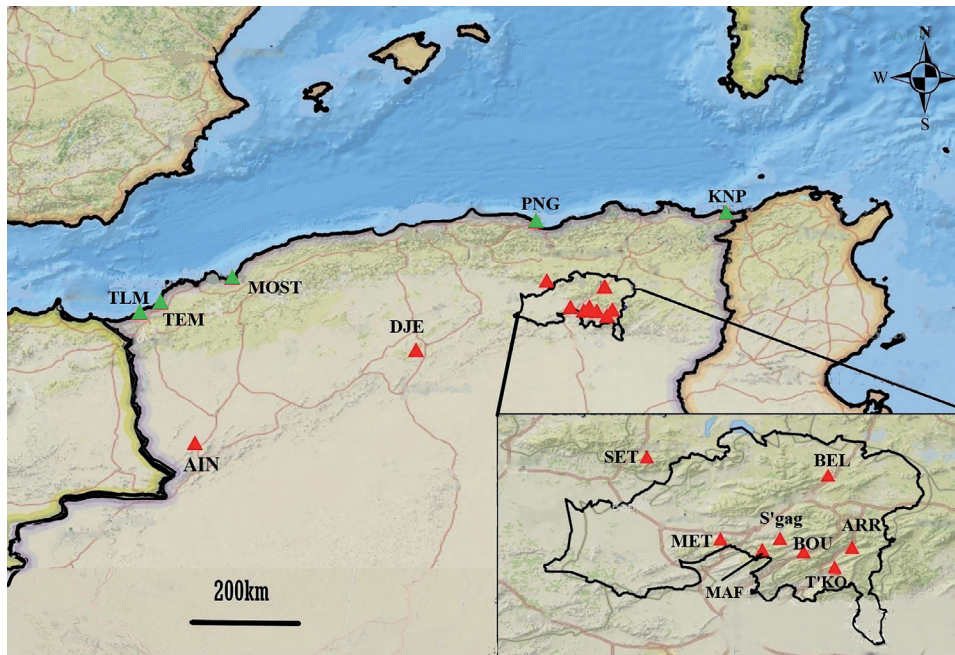 N
W
E
S
KNP
PNG
TLM
MOST
TEM
DJE
AIN
SET
BEL
S'gag
ARR
MET
BOU
T'KO
MAF
200km